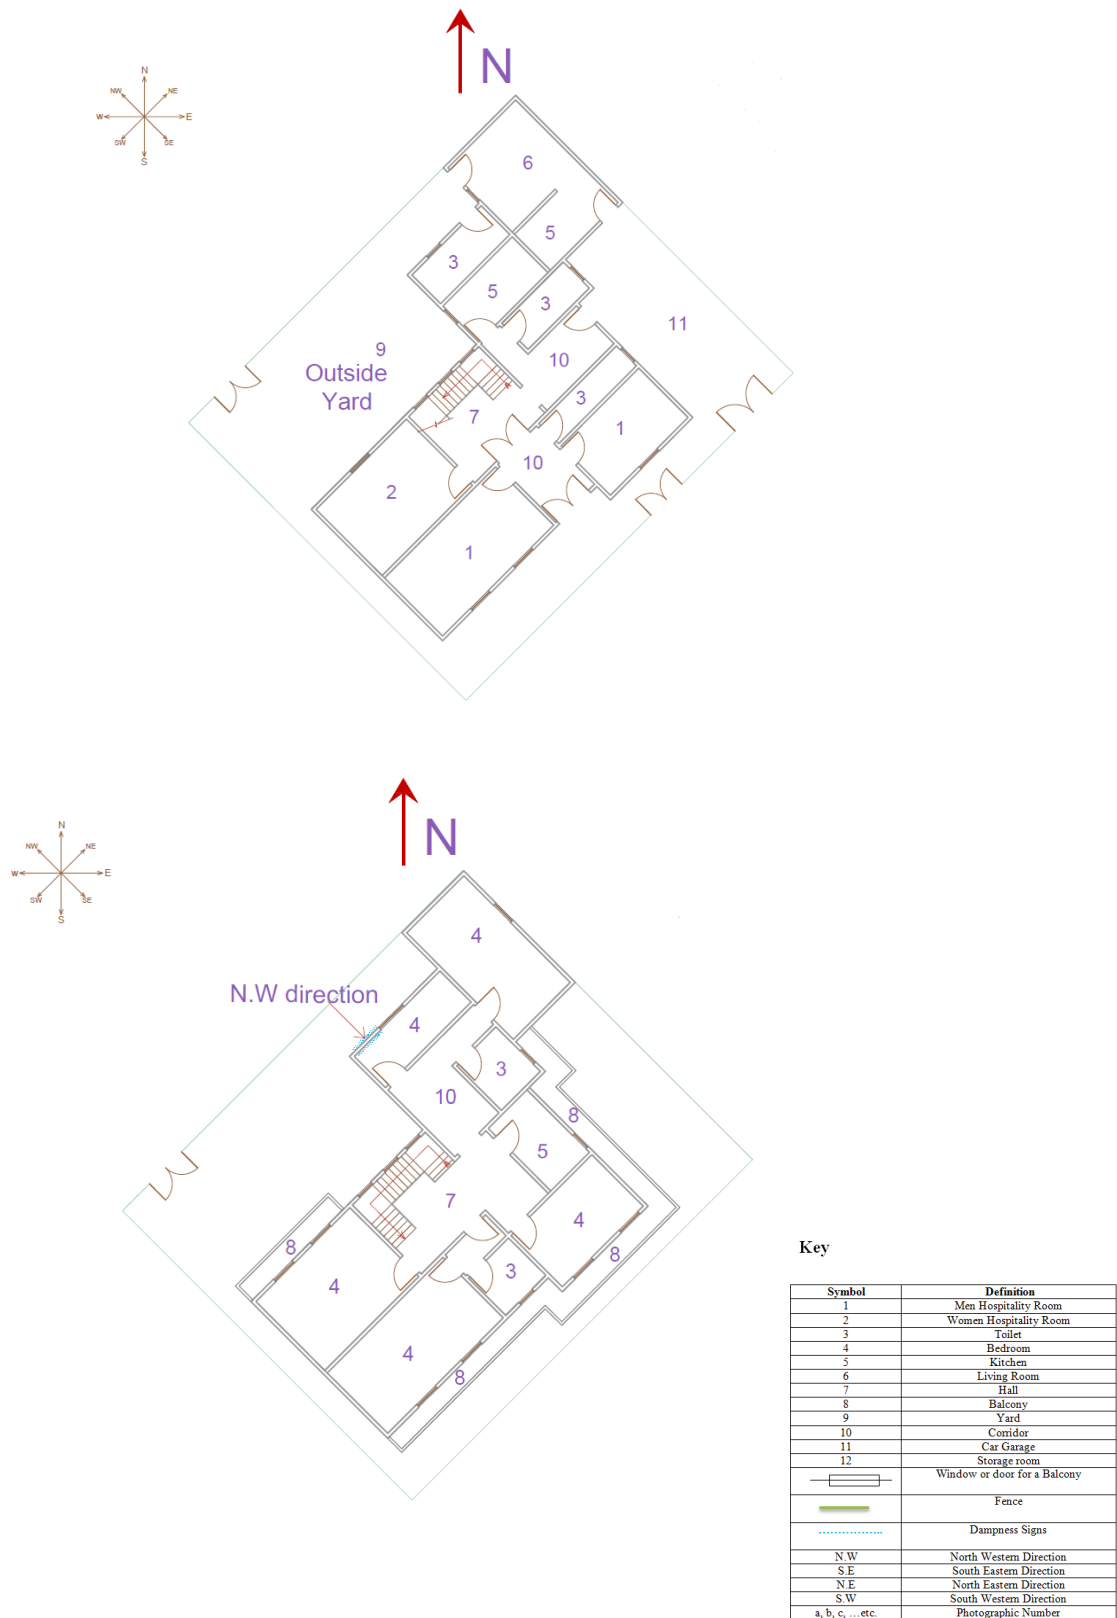 N
N
NW
NE
W
E
SW
SE
S
6
5
3
5
3
11
9
Outside
Yard
10
3
7
1
10
2
1
N
N
NW
NE
W
E
SW
SE
S
4
N.W direction
4
3
10
8
5
7
4
8
8
3
4
4
8
Key
Symbol Definition
1 Men Hospitality Room
2 Women Hospitality Room
3 Toilet
4 Bedroom
5 Kitchen
6 Living Room
7 Hall
8 Balcony
9 Yard
10 Corridor
11 Car Garage
12 Storage room
Window or door for a Balcony
Fence
Dampness Signs
N.W North Western Direction
S.E South Eastern Direction
N.E North Eastern Direction
S.W South Western Direction
a, b, c, …etc. Photographic Number